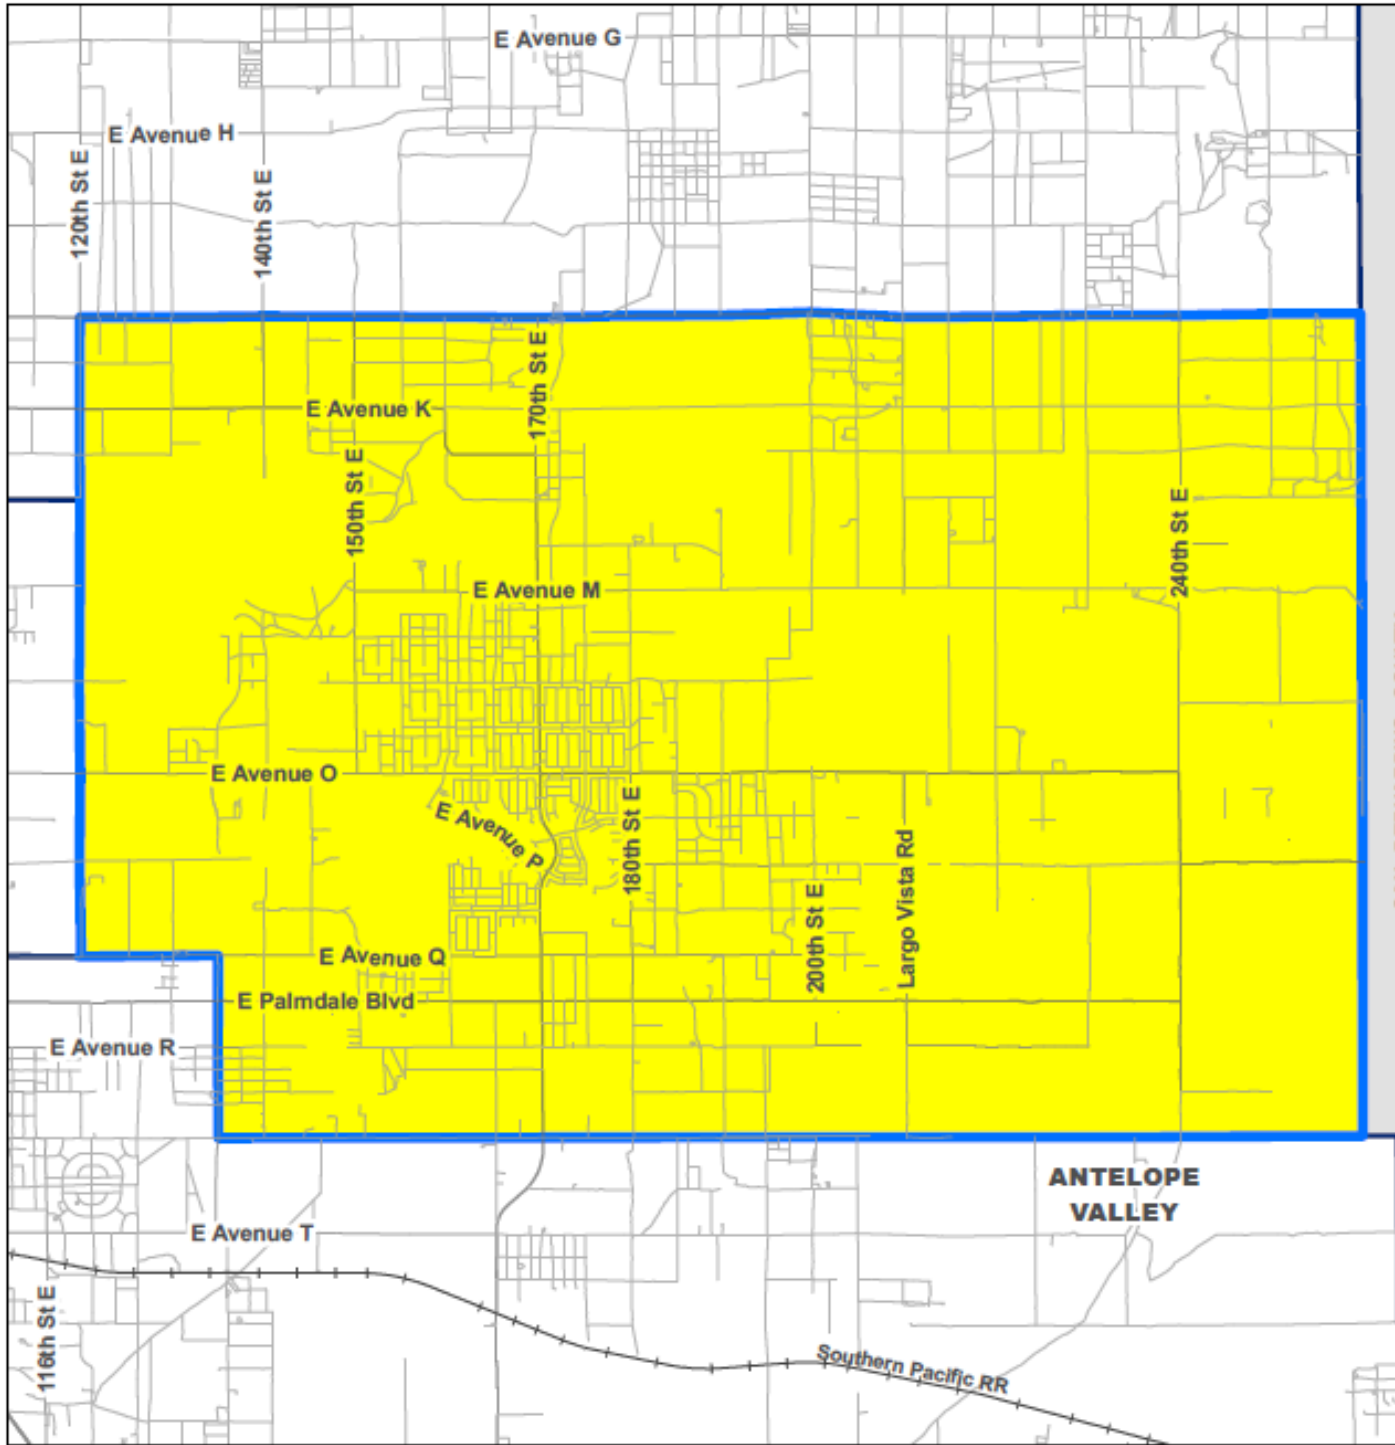 E Avenue G
E Avenue H
120th St E
140th St E
170th St E
E Avenue K
150th St E
240th St E
E Avenue M
E Avenue O
E Avenue P
180th St E
Largo Vista Rd
200th St E
E Avenue Q
E Palmdale Blvd
E Avenue R
ANTELOPE
VALLEY
E Avenue T
116th St E
Southern Pacific RR